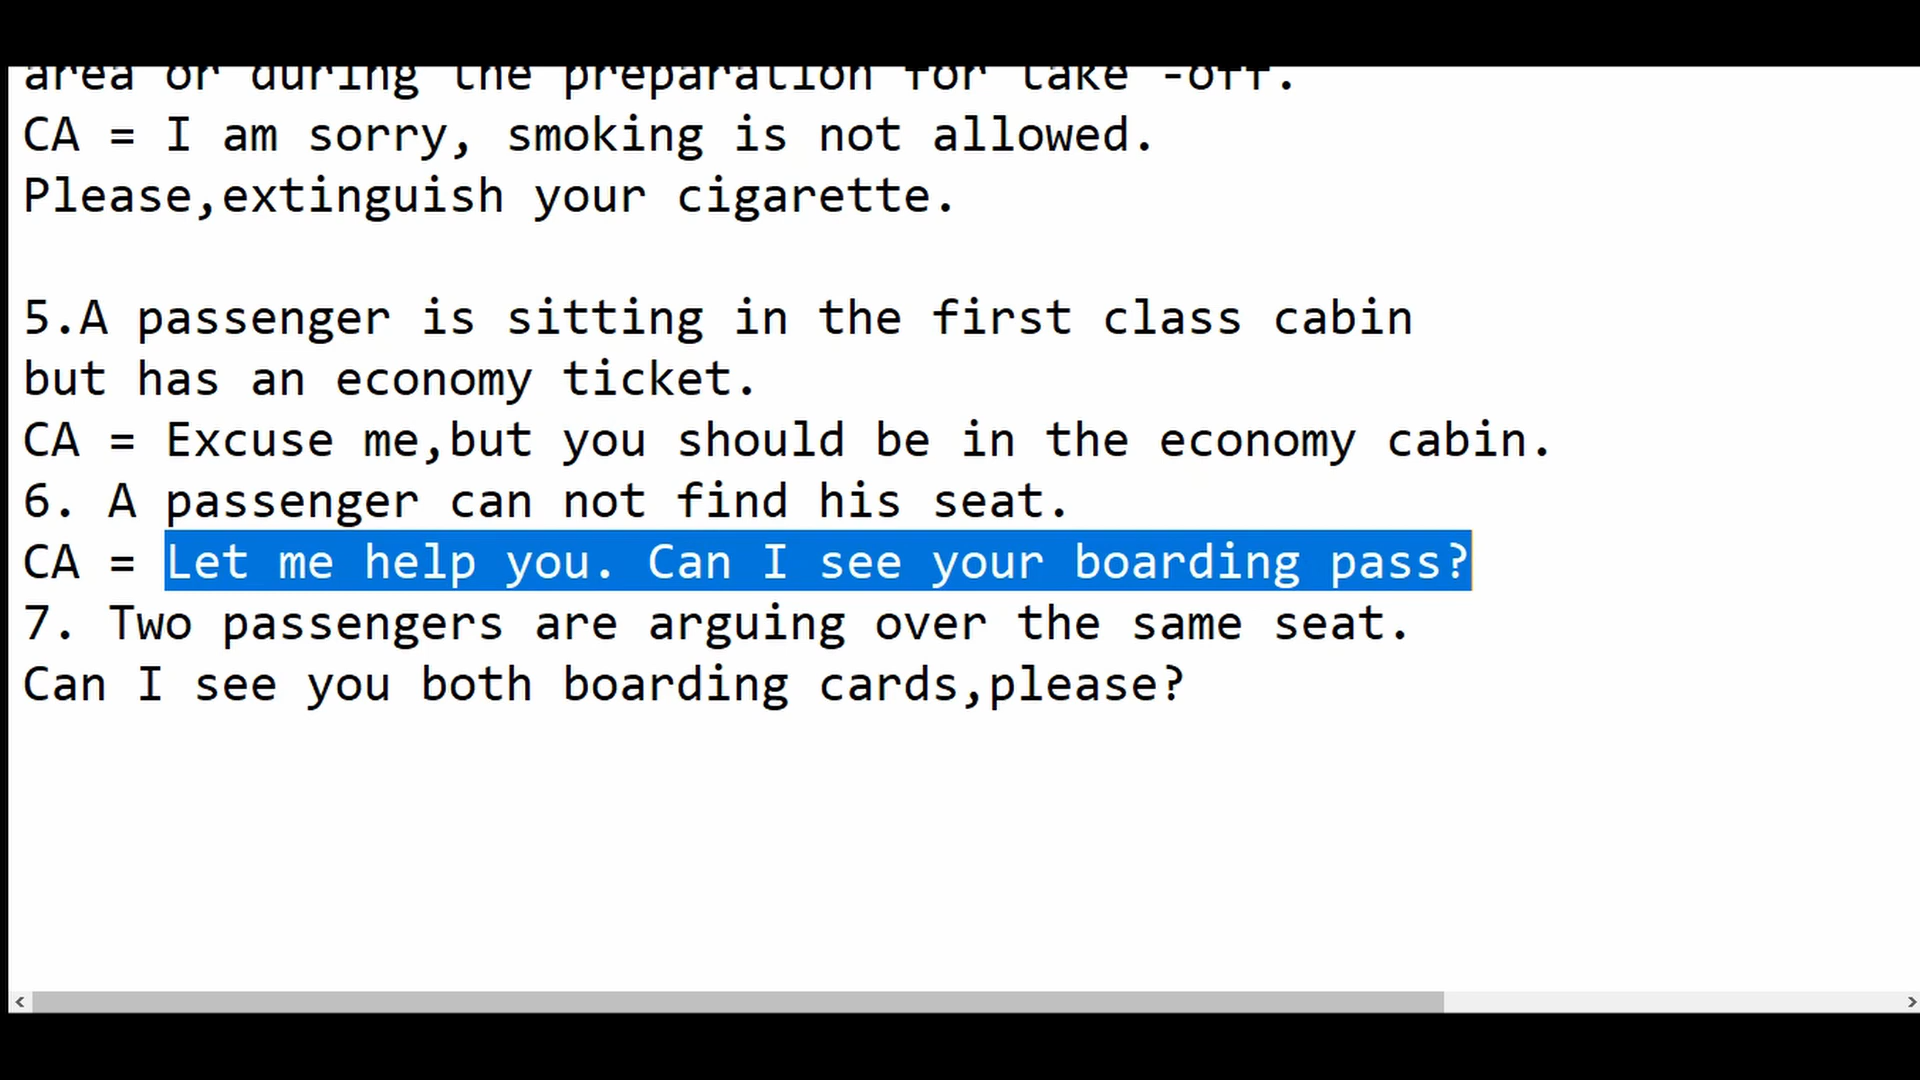 area or during the preparation for take -off.
CA = I am sorry, smoking is not allowed.
Please,extinguish your cigarette.
5.A passenger is sitting in the first class cabin
but has an economy ticket.
CA = Excuse me,but you should be in the economy cabin.
6. A passenger can not find his seat.
CA = Let me help you. Can I see your boarding pass?
7. Two passengers are arguing over the same seat.
Can I see you both boarding cards,please?